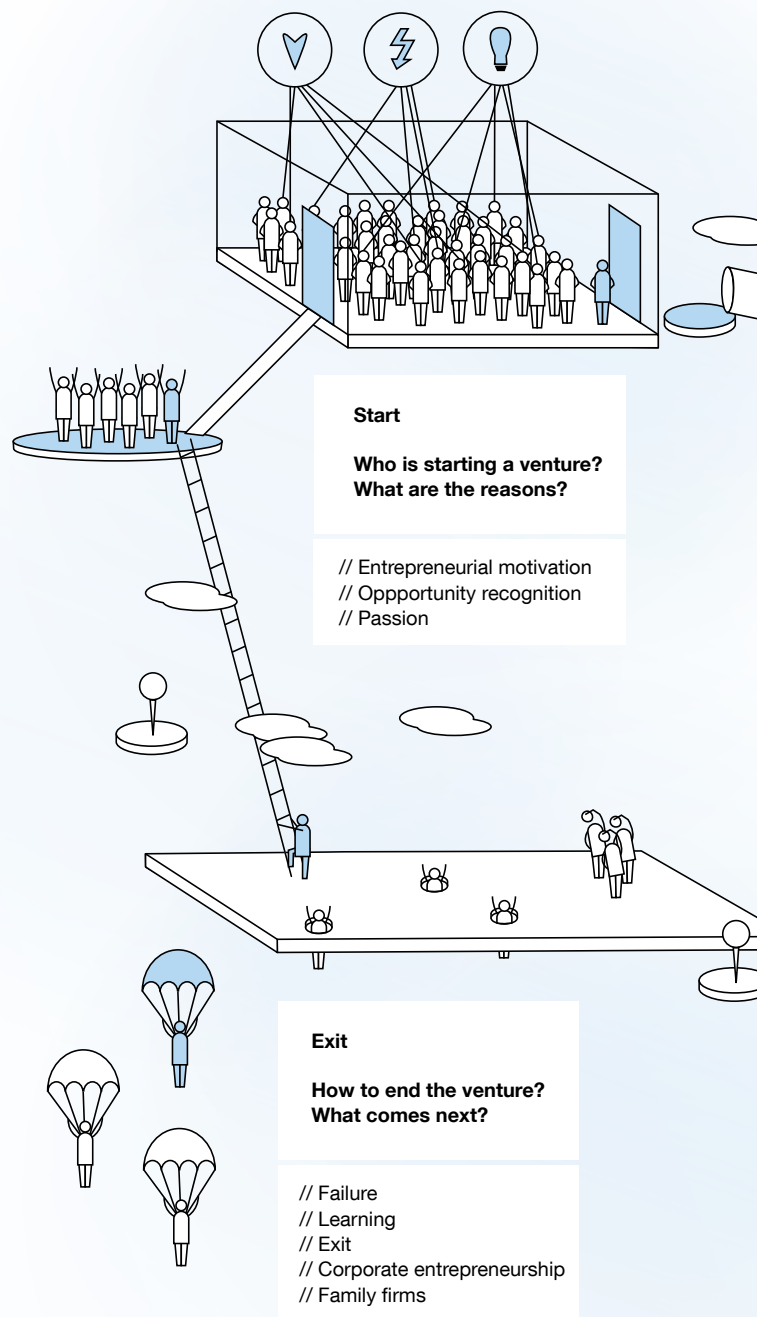 Start
Who is starting a venture?
What are the reasons?
// Entrepreneurial motivation
// Oppportunity recognition
// Passion
Exit
How to end the venture?
What comes next?
// Failure
// Learning
// Exit
// Corporate entrepreneurship
// Family firms